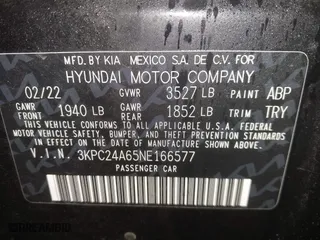 MFD. BY KIA MEXICO S.A. DE C.V. FOR
HYUNDAI MOTOR COMPANY
02/22 GVWR 3527 LB PAINT ABP
GAWR FRONT 1940 LB GAWR REAR 1852 LB TRIM TRY
THIS VEHICLE CONFORMS TO ALL APPLICABLE U.S.A. FEDERAL
MOTOR VEHICLE SAFETY, BUMPER, AND THEFT PREVENTION
STANDARDS IN EFFECT ON THE DATE OF MANUFACTURE SHOWN ABOVE.
V.I.N. 3KPC24A65NE166577
PASSENGER CAR